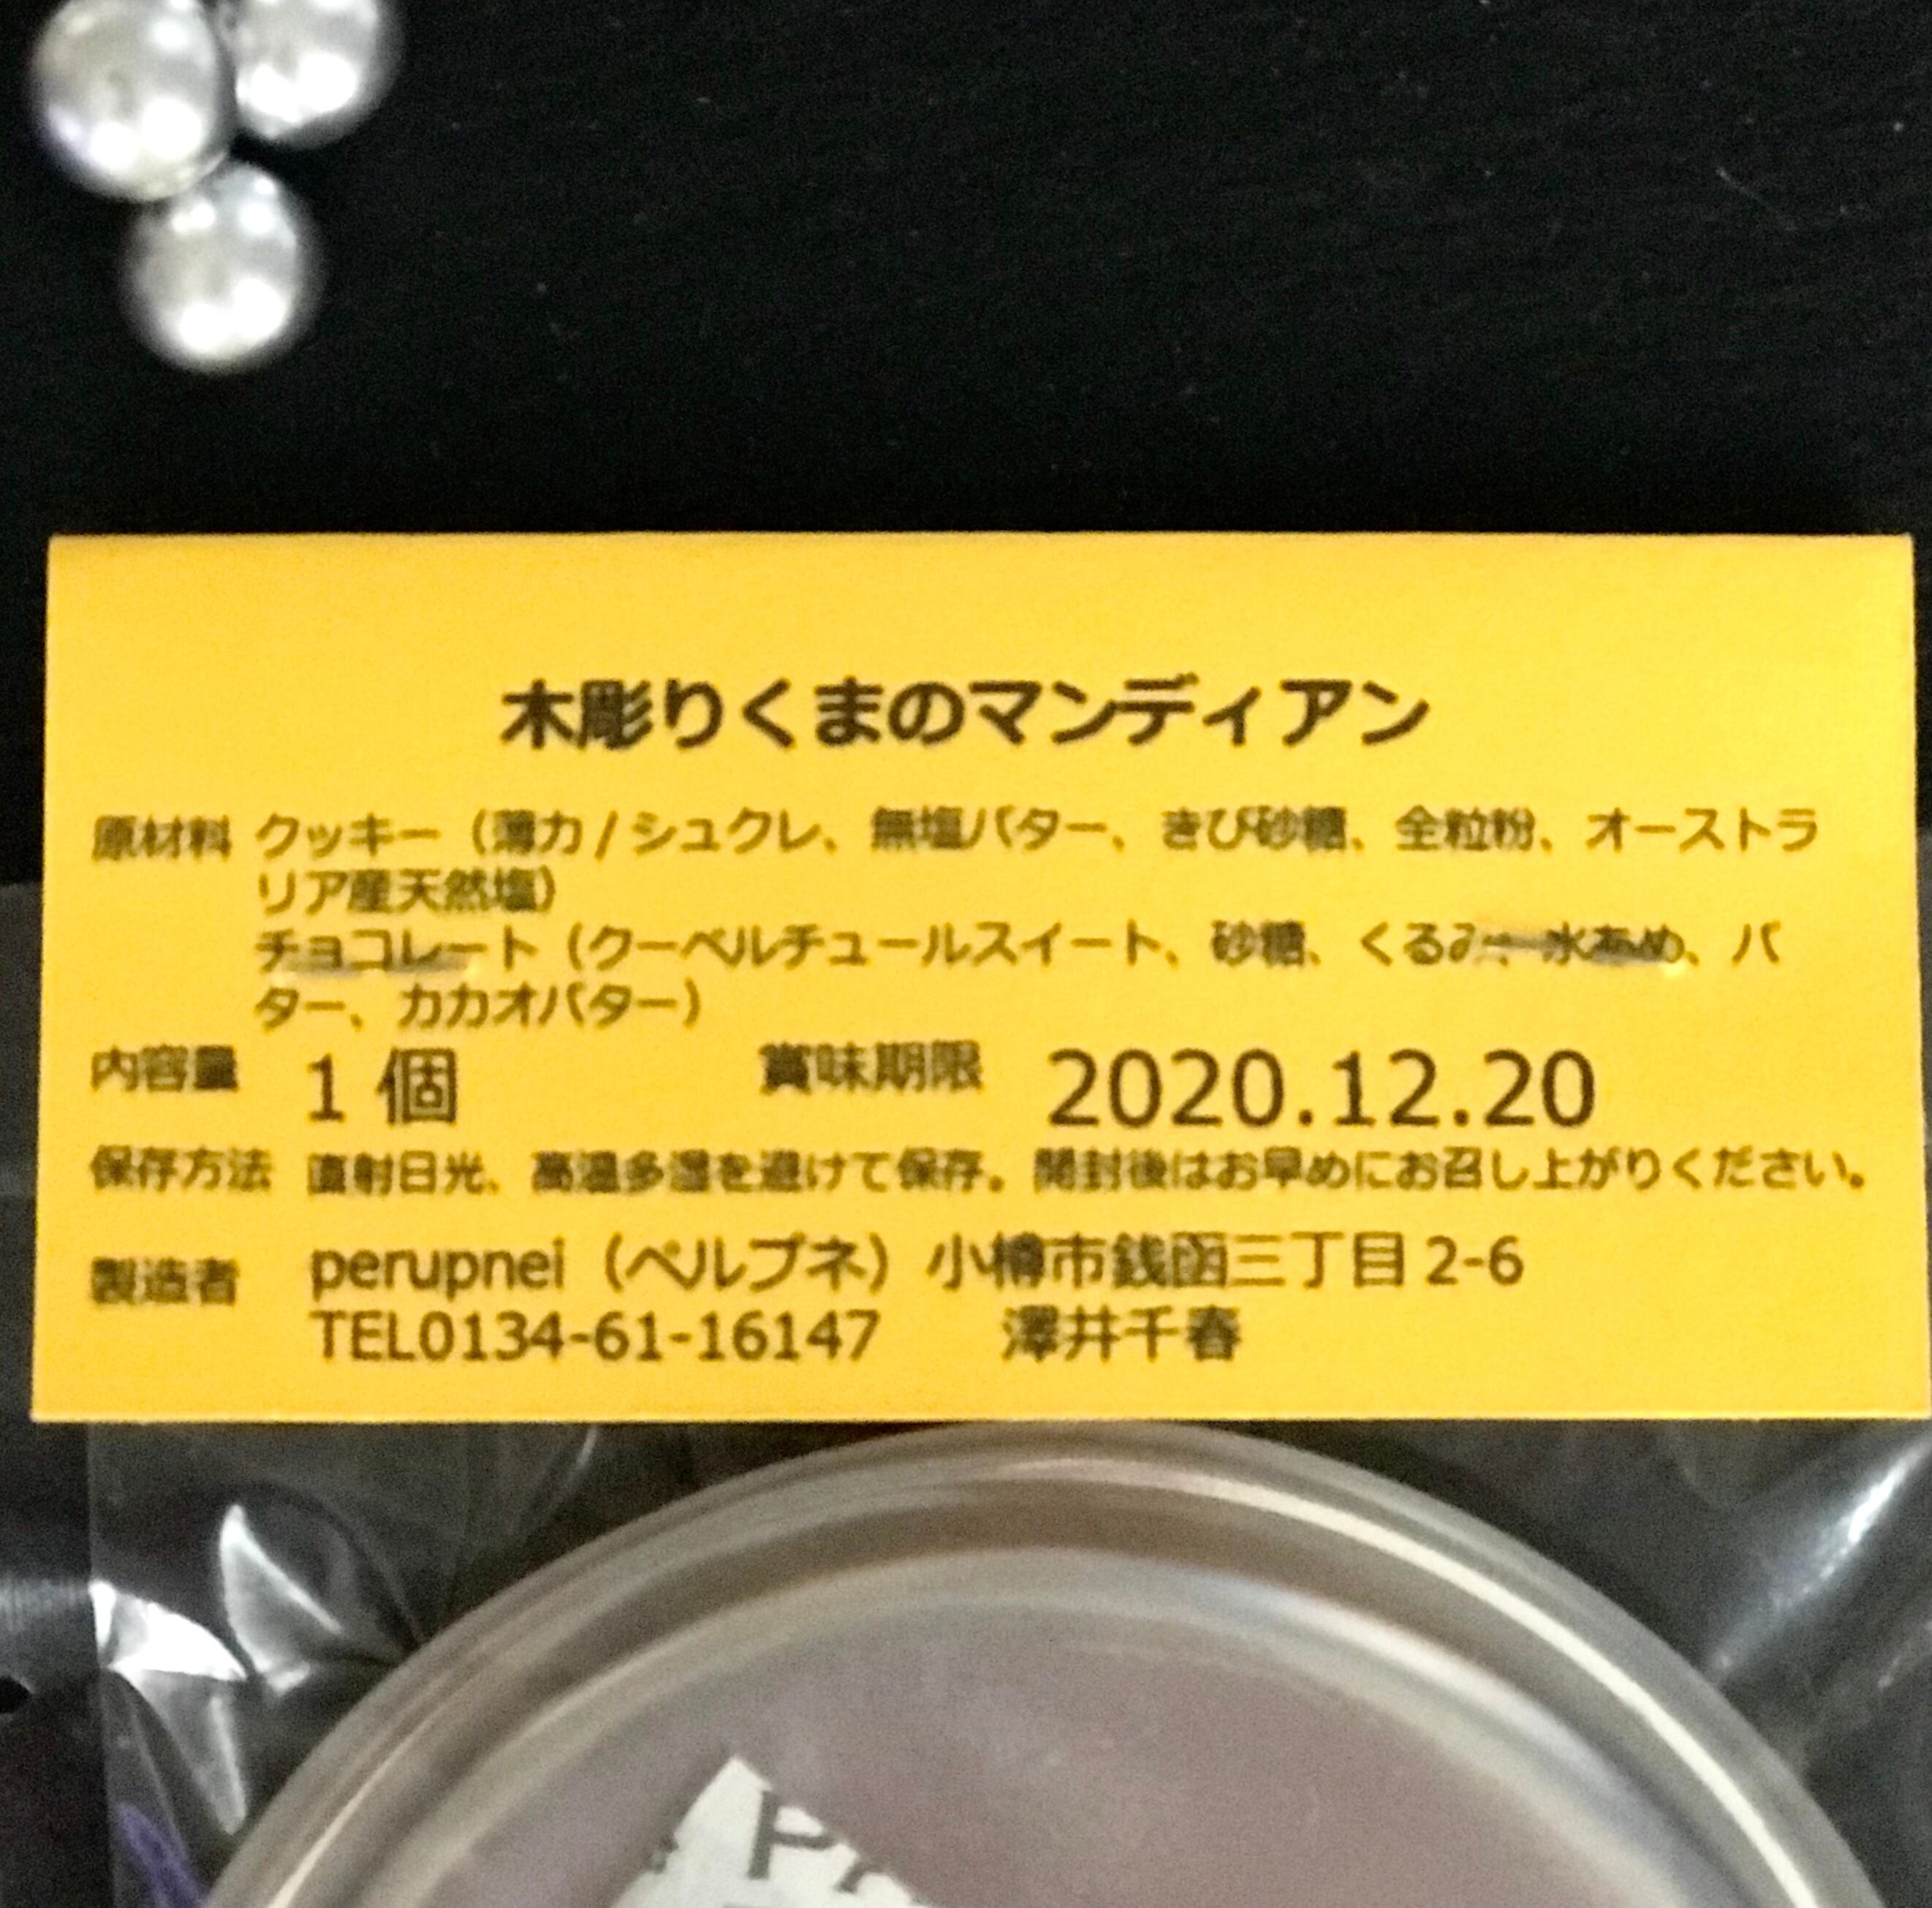 木彫りくまのマンディアン
原材料 クッキー（薄力/シュクレ、無塩バター、きび砂糖、全粒粉、オーストラ
リア産天然塩）
チョコレート（クーベルチュールスイート、砂糖、くるみ、水あめ、バ
ター、カカオバター）
内容量 1 個 賞味期限 2020.12.20
保存方法 直射日光、高温多湿を避けて保存。開封後はお早めにお召し上がりください。
製造者 perupnei（ペルプネ）小樽市銭函三丁目 2-6
TEL0134-61-16147 澤井千春